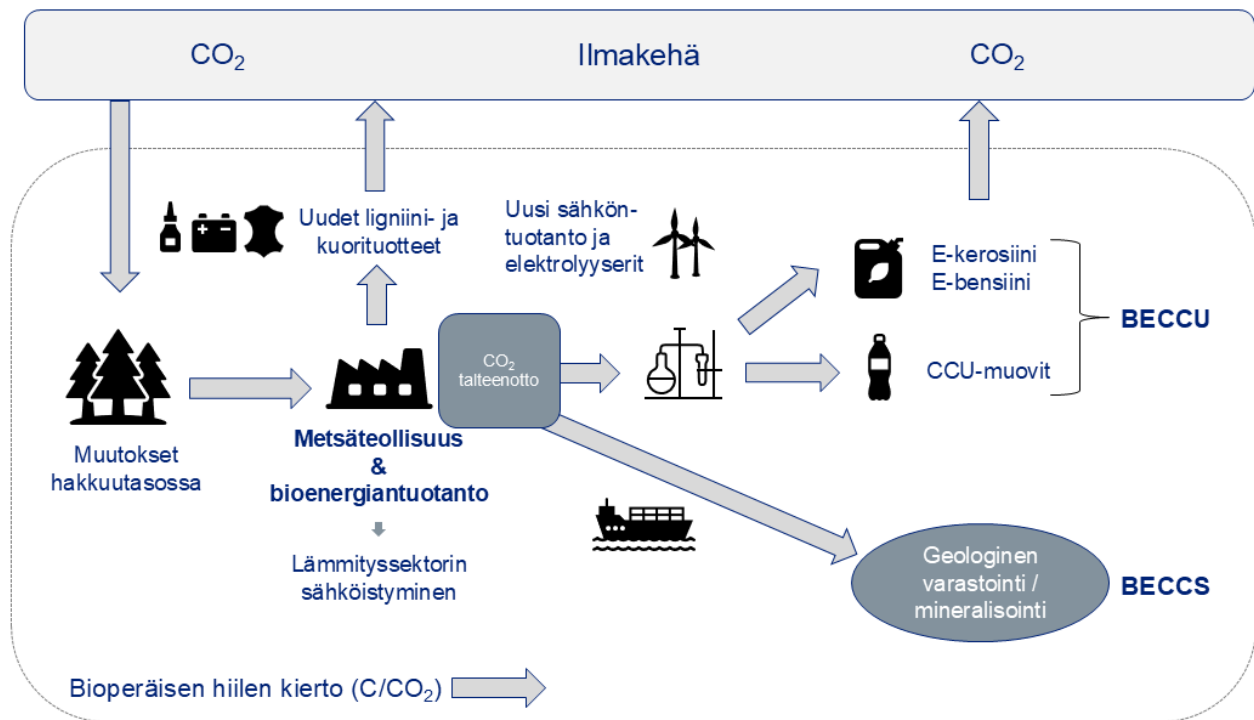 CO₂
Ilmakehä
CO₂
Uudet ligniini- ja
kuorituotteet
Uusi sähkön-
tuotanto ja
elektrolyyserit
E-kerosiini
E-bensiini
BECCU
CO₂
talteenotto
CCU-muovit
Muutokset
hakkuutasossa
Metsäteollisuus
&
bioenergiantuotanto
Lämmityssektorin
sähköistyminen
Geologinen
varastointi /
mineralisointi
BECCS
Bioperäisen hiilen kierto (C/CO₂)